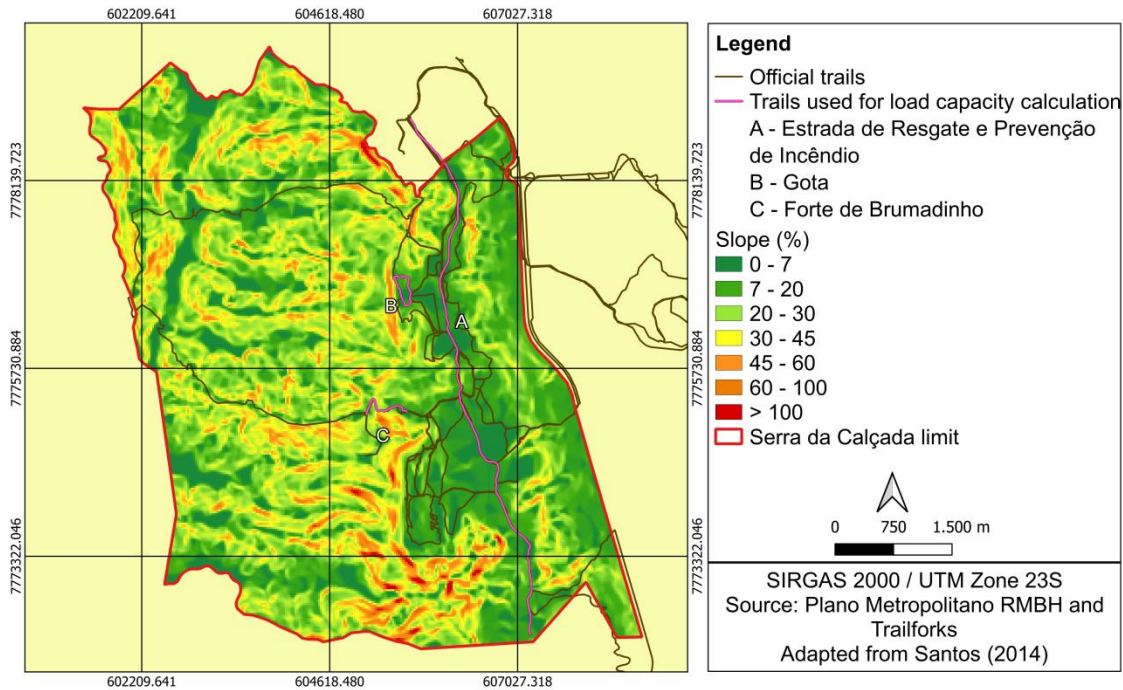 602209.641 604618.480 607027.318
7778139.723
7775730.884
7773322.046
B
A
C
7778139.723
7775730.884
7773322.046
602209.641 604618.480 607027.318
Legend
Official trails
Trails used for load capacity calculation
A - Estrada de Resgate e Prevenção
de Incêndio
B - Gota
C - Forte de Brumadinho
Slope (%)
0 - 7
7 - 20
20 - 30
30 - 45
45 - 60
60 - 100
> 100
Serra da Calçada limit
0 750 1.500 m
SIRGAS 2000 / UTM Zone 23S
Source: Plano Metropolitano RMBH and
Trailforks
Adapted from Santos (2014)